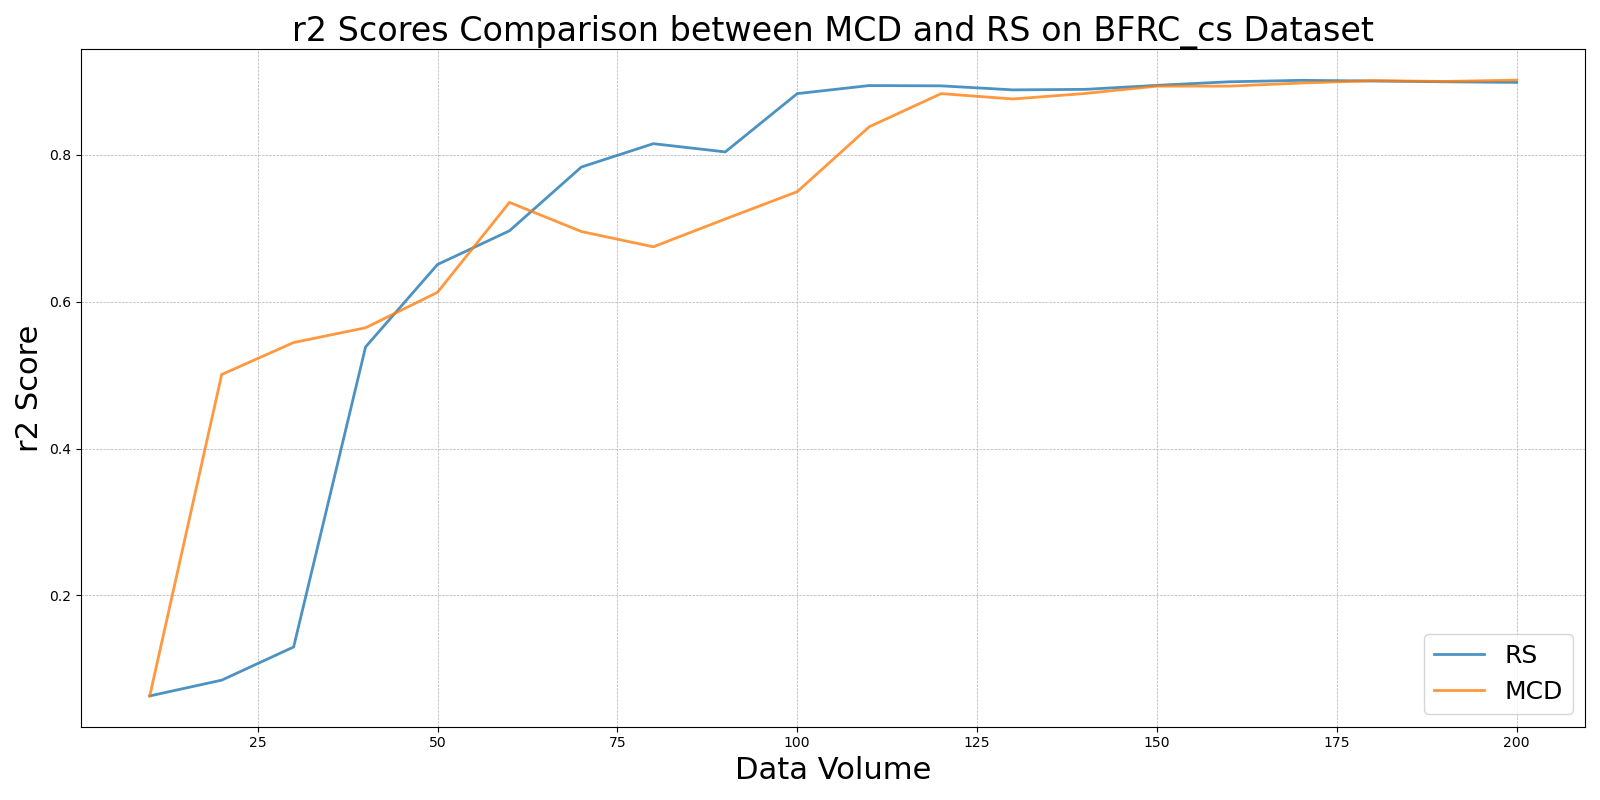 r2 Scores Comparison between MCD and RS on BFRC_cs Dataset
r2 Score
0.8
0.6
0.4
0.2
RS
MCD
25 50 75 100 125 150 175 200
Data Volume